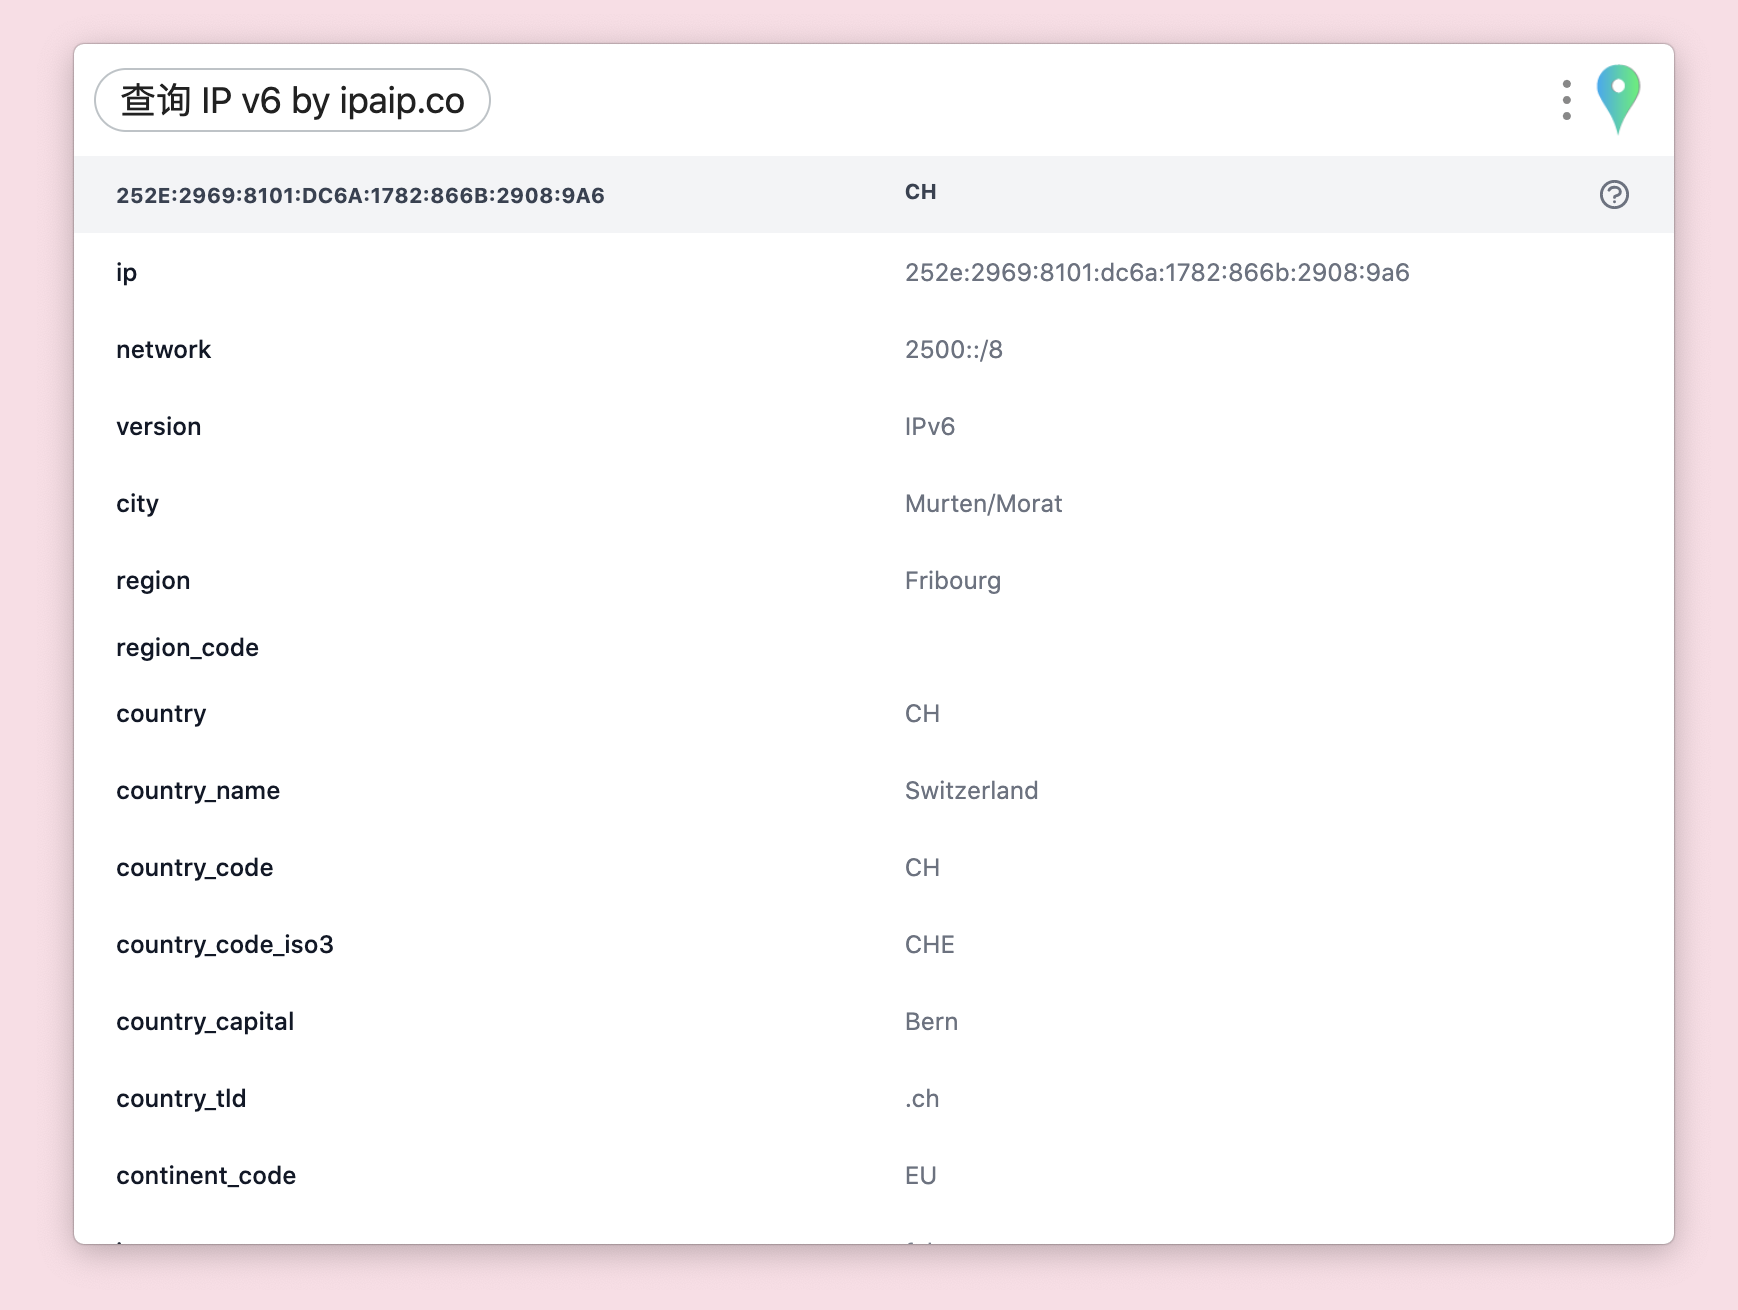 查询 IP v6 by ipaip.co
252E:2969:8101:DC6A:1782:866B:2908:9A6 CH
ip 252e:2969:8101:dc6a:1782:866b:2908:9a6
network 2500::/8
version IPv6
city Murten/Morat
region Fribourg
region_code
country CH
country_name Switzerland
country_code CH
country_code_iso3 CHE
country_capital Bern
country_tld .ch
continent_code EU